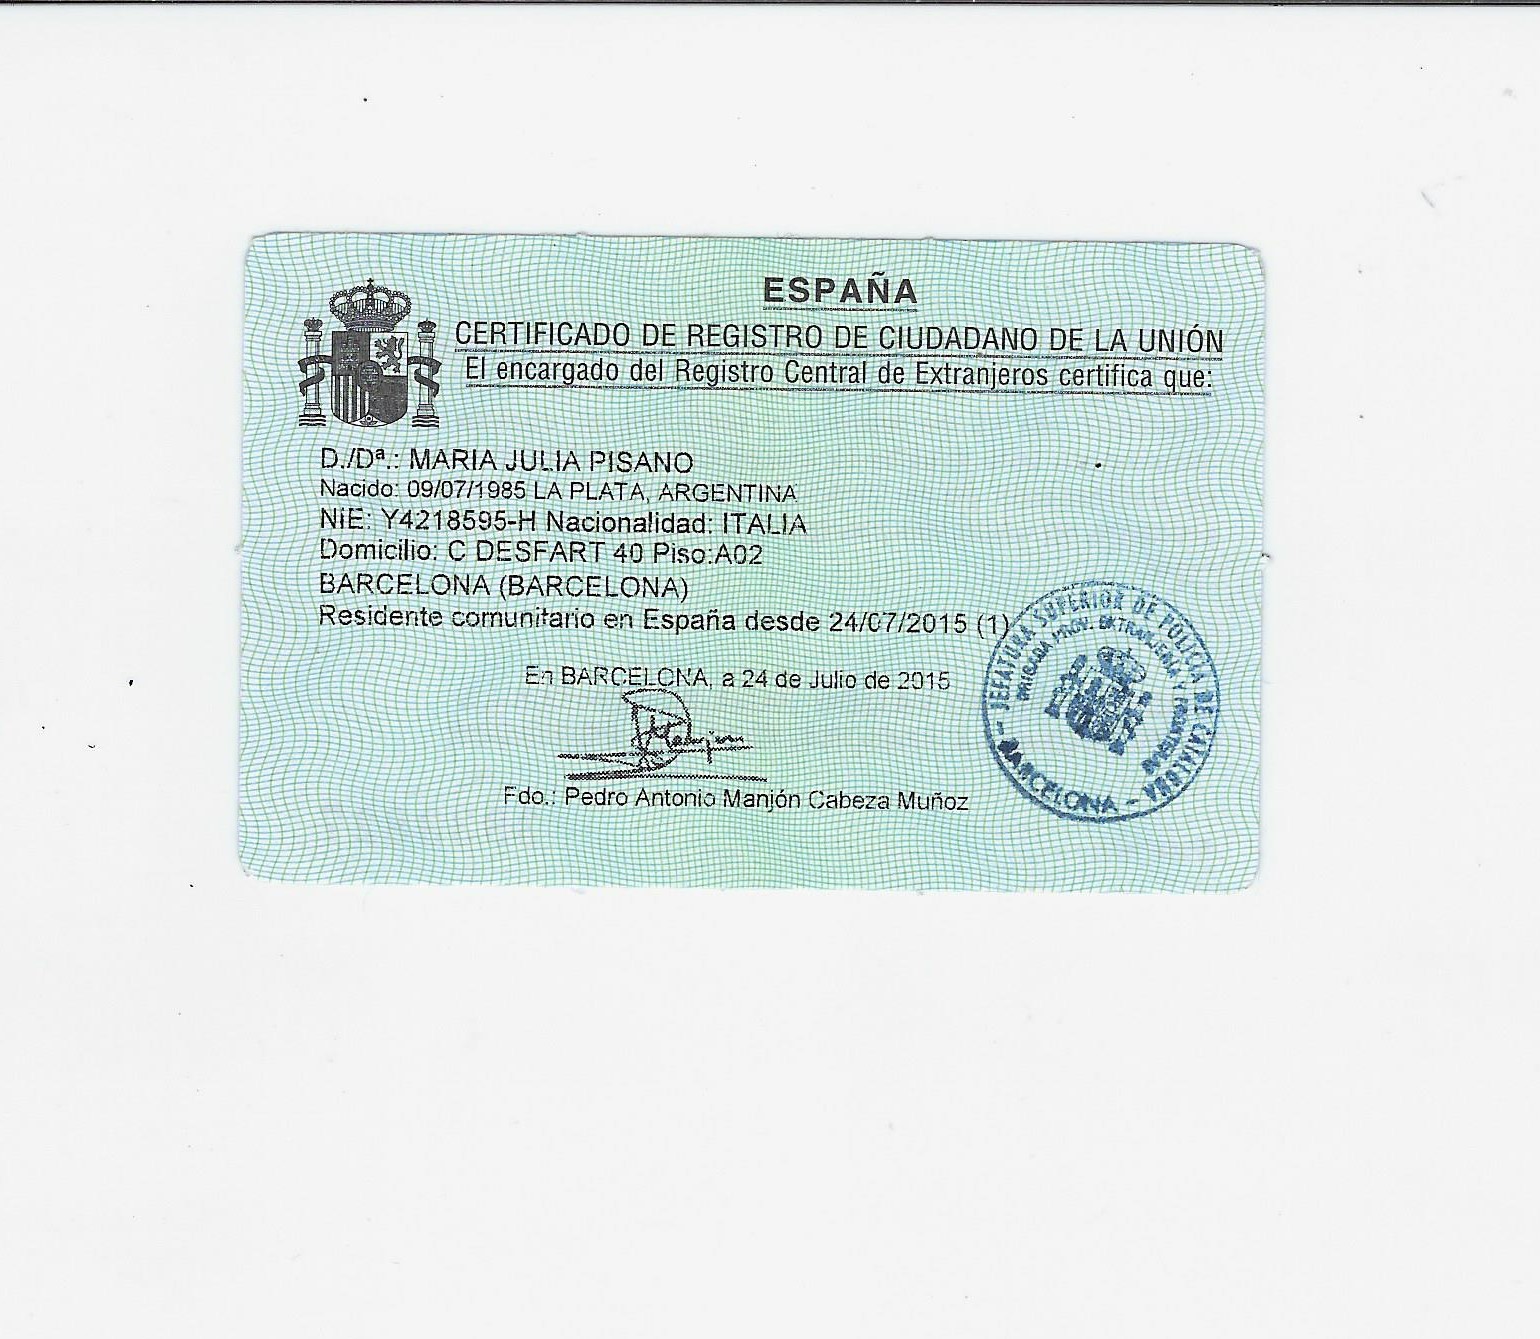 ESPAÑA
CERTIFICADO DE REGISTRO DE CIUDADANO DE LA UNIÓN
El encargado del Registro Central de Extranjeros certifica que:
D./Dª.: MARIA JULIA PISANO
Nacido: 09/07/1985 LA PLATA, ARGENTINA
NIE: Y4218595-H Nacionalidad: ITALIA
Domicilio: C DESFART 40 Piso:A02
BARCELONA (BARCELONA)
Residente comunitario en España desde 24/07/2015 (1)
En BARCELONA, a 24 de Julio de 2015
Fdo.: Pedro Antonio Manjón Cabeza Muñoz
JEFATURA SUPERIOR DE POLICIA DE CATALUÑA
BRIGADA PROV. EXTRANJERIA Y FRONTERAS
- BARCELONA -